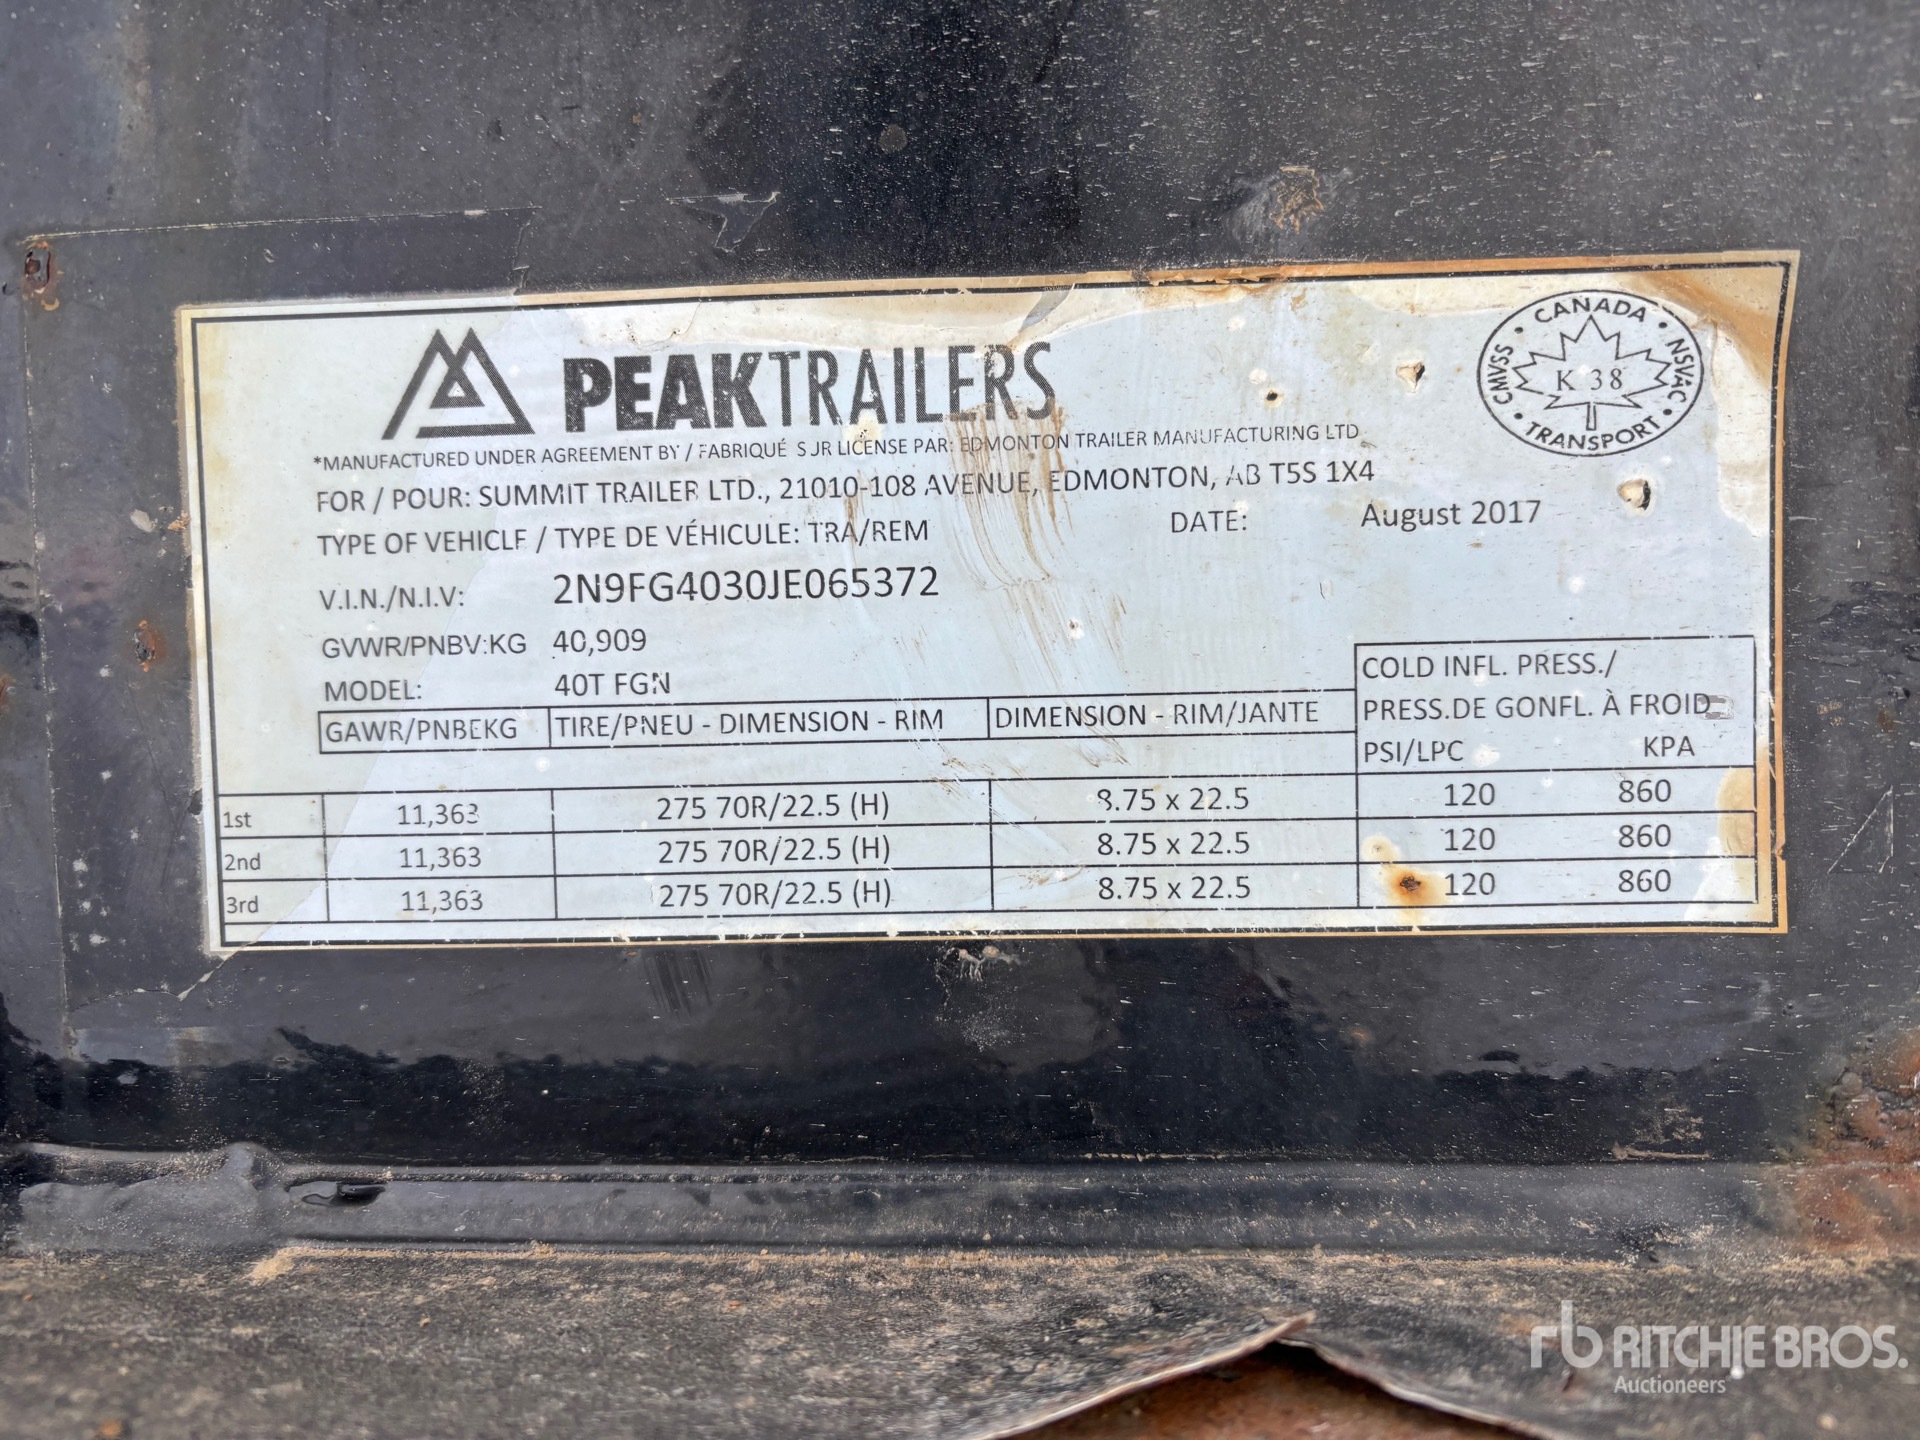 PEAKTRAILERS
CANADA
CMVSS
NSVAC
K 38
TRANSPORT
*MANUFACTURED UNDER AGREEMENT BY / FABRIQUÉ SUR LICENSE PAR: EDMONTON TRAILER MANUFACTURING LTD
FOR / POUR: SUMMIT TRAILER LTD., 21010-108 AVENUE, EDMONTON, AB T5S 1X4
TYPE OF VEHICLE / TYPE DE VÉHICULE: TRA/REM DATE: August 2017
V.I.N./N.I.V: 2N9FG4030JE065372
GVWR/PNBV:KG 40,909
MODEL: 40T FGN
COLD INFL. PRESS./
PRESS.DE GONFL. À FROID
PSI/LPC KPA
GAWR/PNBEKG TIRE/PNEU - DIMENSION - RIM DIMENSION - RIM/JANTE
1st 11,363 275 70R/22.5 (H) 8.75 x 22.5 120 860
2nd 11,363 275 70R/22.5 (H) 8.75 x 22.5 120 860
3rd 11,363 275 70R/22.5 (H) 8.75 x 22.5 120 860
rb RITCHIE BROS.
Auctioneers